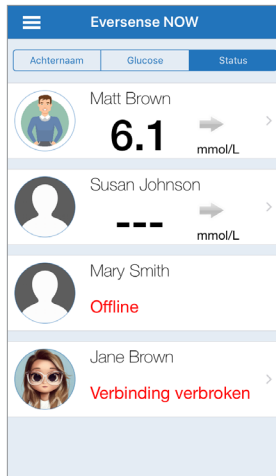 Eversense NOW
Achternaam Glucose Status
Matt Brown
6.1
mmol/L
Susan Johnson
---
mmol/L
Mary Smith
Offline
Jane Brown
Verbinding verbroken